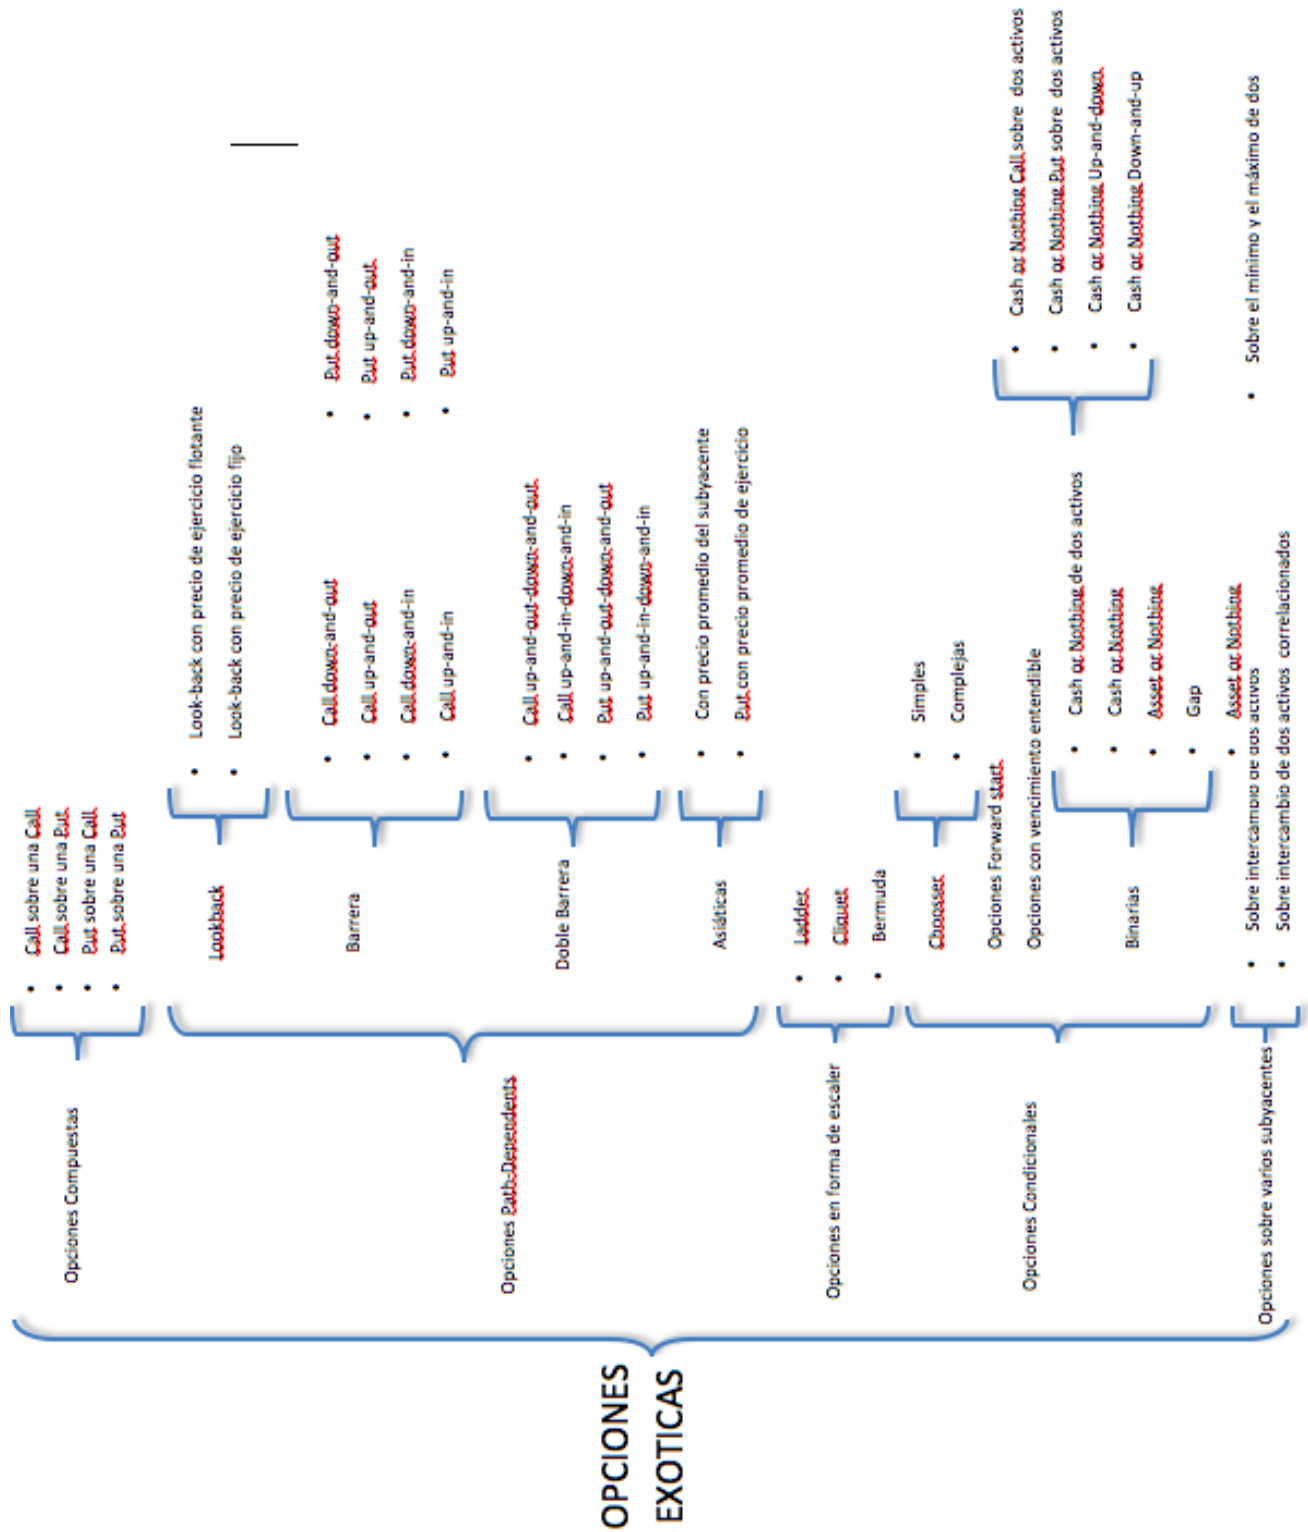 OPCIONES
EXOTICAS
Opciones Compuestas
• Call sobre una Call
• Call sobre una Put
• Put sobre una Call
• Put sobre una Put
Opciones Path-Dependents
Lookback
• Look-back con precio de ejercicio flotante
• Look-back con precio de ejercicio fijo
Barrera
• Call down-and-out
• Call up-and-out
• Call down-and-in
• Call up-and-in
• Put down-and-out
• Put up-and-out
• Put down-and-in
• Put up-and-in
Doble Barrera
• Call up-and-out-down-and-out
• Call up-and-in-down-and-in
• Put up-and-out-down-and-out
• Put up-and-in-down-and-in
Asiáticas
• Con precio promedio del subyacente
• Put con precio promedio de ejercicio
Opciones en forma de escaler
• Ladder
• Cliquet
• Bermuda
Opciones Condicionales
Choosser
• Simples
• Complejas
Opciones Forward start
Opciones con vencimiento entendible
Binarias
• Cash or Nothing de dos activos
• Cash or Nothing
• Asset or Nothing
• Gap
• Asset or Nothing
• Cash or Nothing Call sobre dos activos
• Cash or Nothing Put sobre dos activos
• Cash or Nothing Up-and-down
• Cash or Nothing Down-and-up
Opciones sobre varios subyacentes
• Sobre intercambio de dos activos
• Sobre intercambio de dos activos correlacionados
• Sobre el mínimo y el máximo de dos